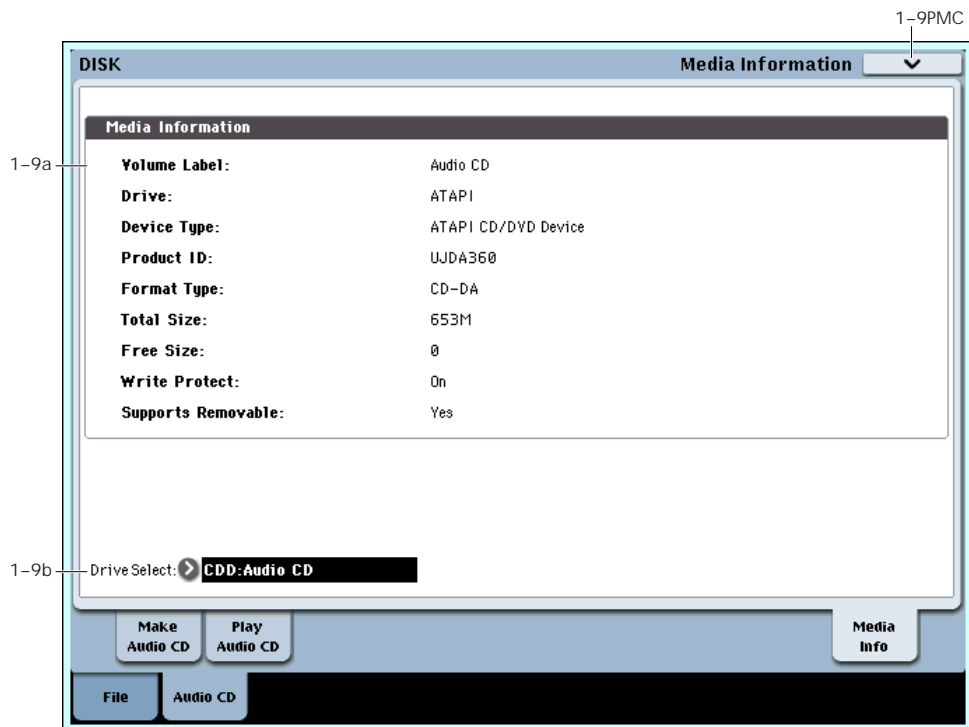 1–9PMC
DISK
Media Information
Media Information
1–9a
Volume Label: Audio CD
Drive: ATAPI
Device Type: ATAPI CD/DVD Device
Product ID: UJDA360
Format Type: CD-DA
Total Size: 653M
Free Size: 0
Write Protect: On
Supports Removable: Yes
1–9b
Drive Select: CDD:Audio CD
Make Audio CD
Play Audio CD
Media Info
File
Audio CD